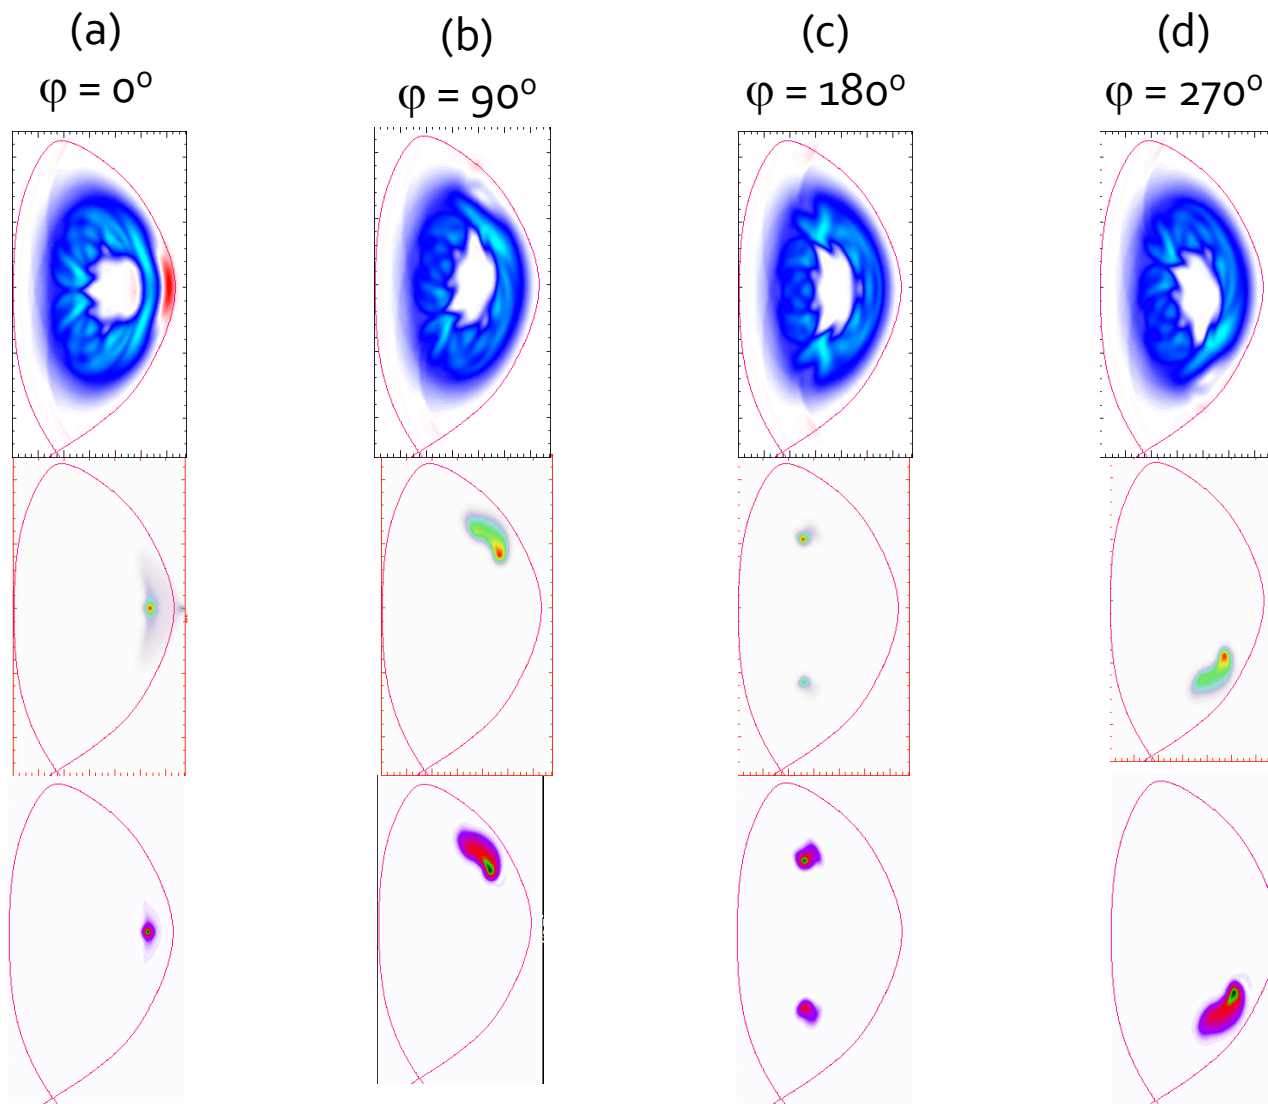 (a) (b) (c) (d)
φ = 0° φ = 90° φ = 180° φ = 270°